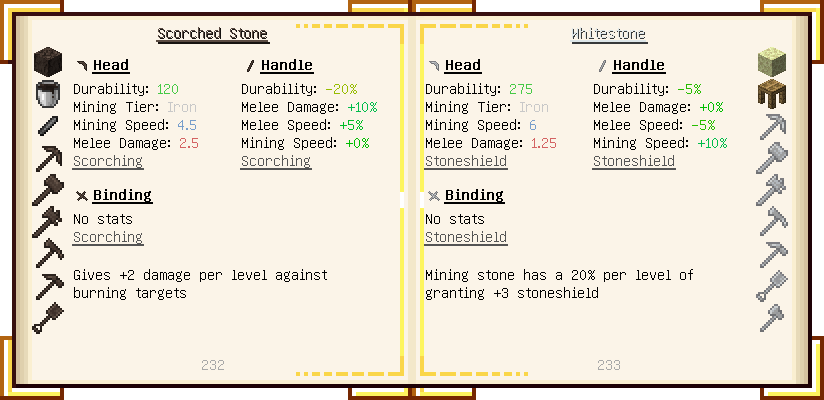 Scorched Stone
Head
Durability: 120
Mining Tier: Iron
Mining Speed: 4.5
Melee Damage: 2.5
Scorching
Handle
Durability: -20%
Melee Damage: +10%
Melee Speed: +5%
Mining Speed: +0%
Scorching
Binding
No stats
Scorching
Gives +2 damage per level against
burning targets
232
Whitestone
Head
Durability: 275
Mining Tier: Iron
Mining Speed: 6
Melee Damage: 1.25
Stoneshield
Handle
Durability: -5%
Melee Damage: +0%
Melee Speed: -5%
Mining Speed: +10%
Stoneshield
Binding
No stats
Stoneshield
Mining stone has a 20% per level of
granting +3 stoneshield
233